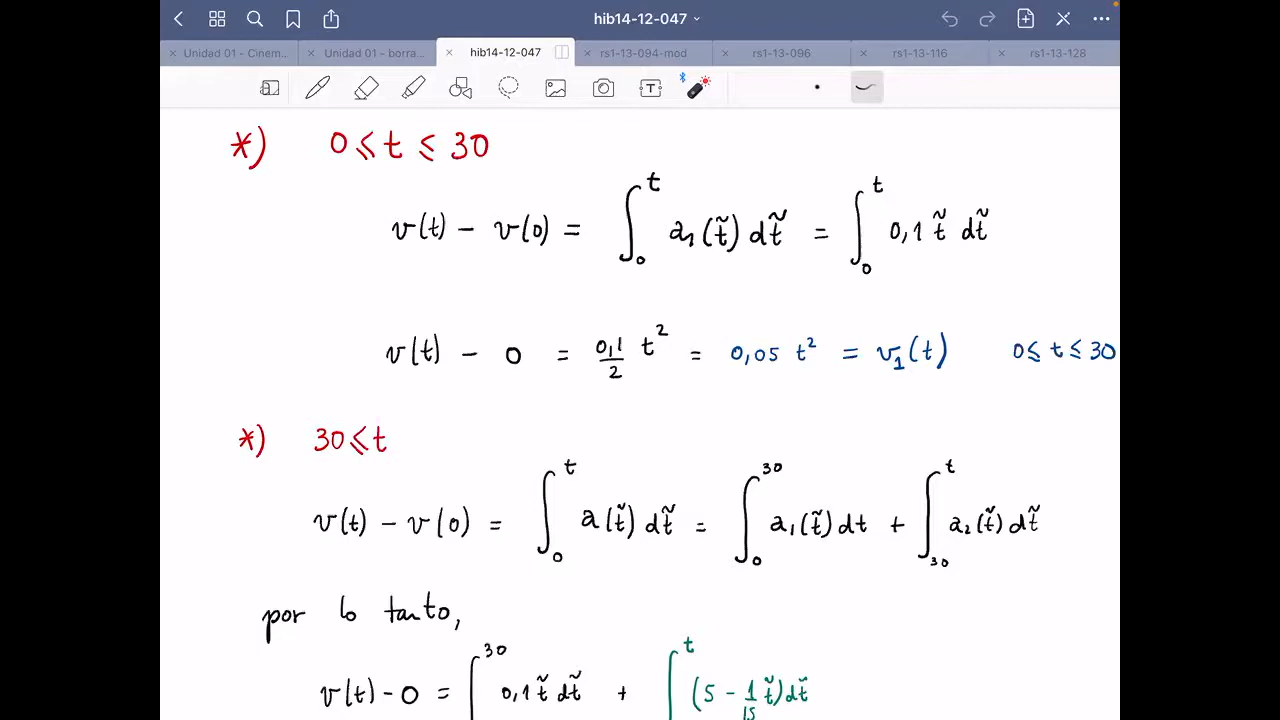 hib14-12-047
Unidad 01 - Cinem... Unidad 01 - borra... hib14-12-047 rs1-13-094-mod rs1-13-096 rs1-13-116 rs1-13-128
T
*) 0 ≤ t ≤ 30
v(t) - v(0) = ∫₀ᵗ a₁(t̃) dt̃ = ∫₀ᵗ 0,1 t̃ dt̃
v(t) - 0 = 0,1/2 t² = 0,05 t² = v₁(t) 0 ≤ t ≤ 30
*) 30 ≤ t
v(t) - v(0) = ∫₀ᵗ a(t̃) dt̃ = ∫₀³⁰ a₁(t̃) dt + ∫₃₀ᵗ a₂(t̃) dt̃
por lo tanto,
v(t) - 0 = ∫³⁰ 0,1 t̃ dt̃ + ∫ᵗ (5 - 1/15 t̃) dt̃